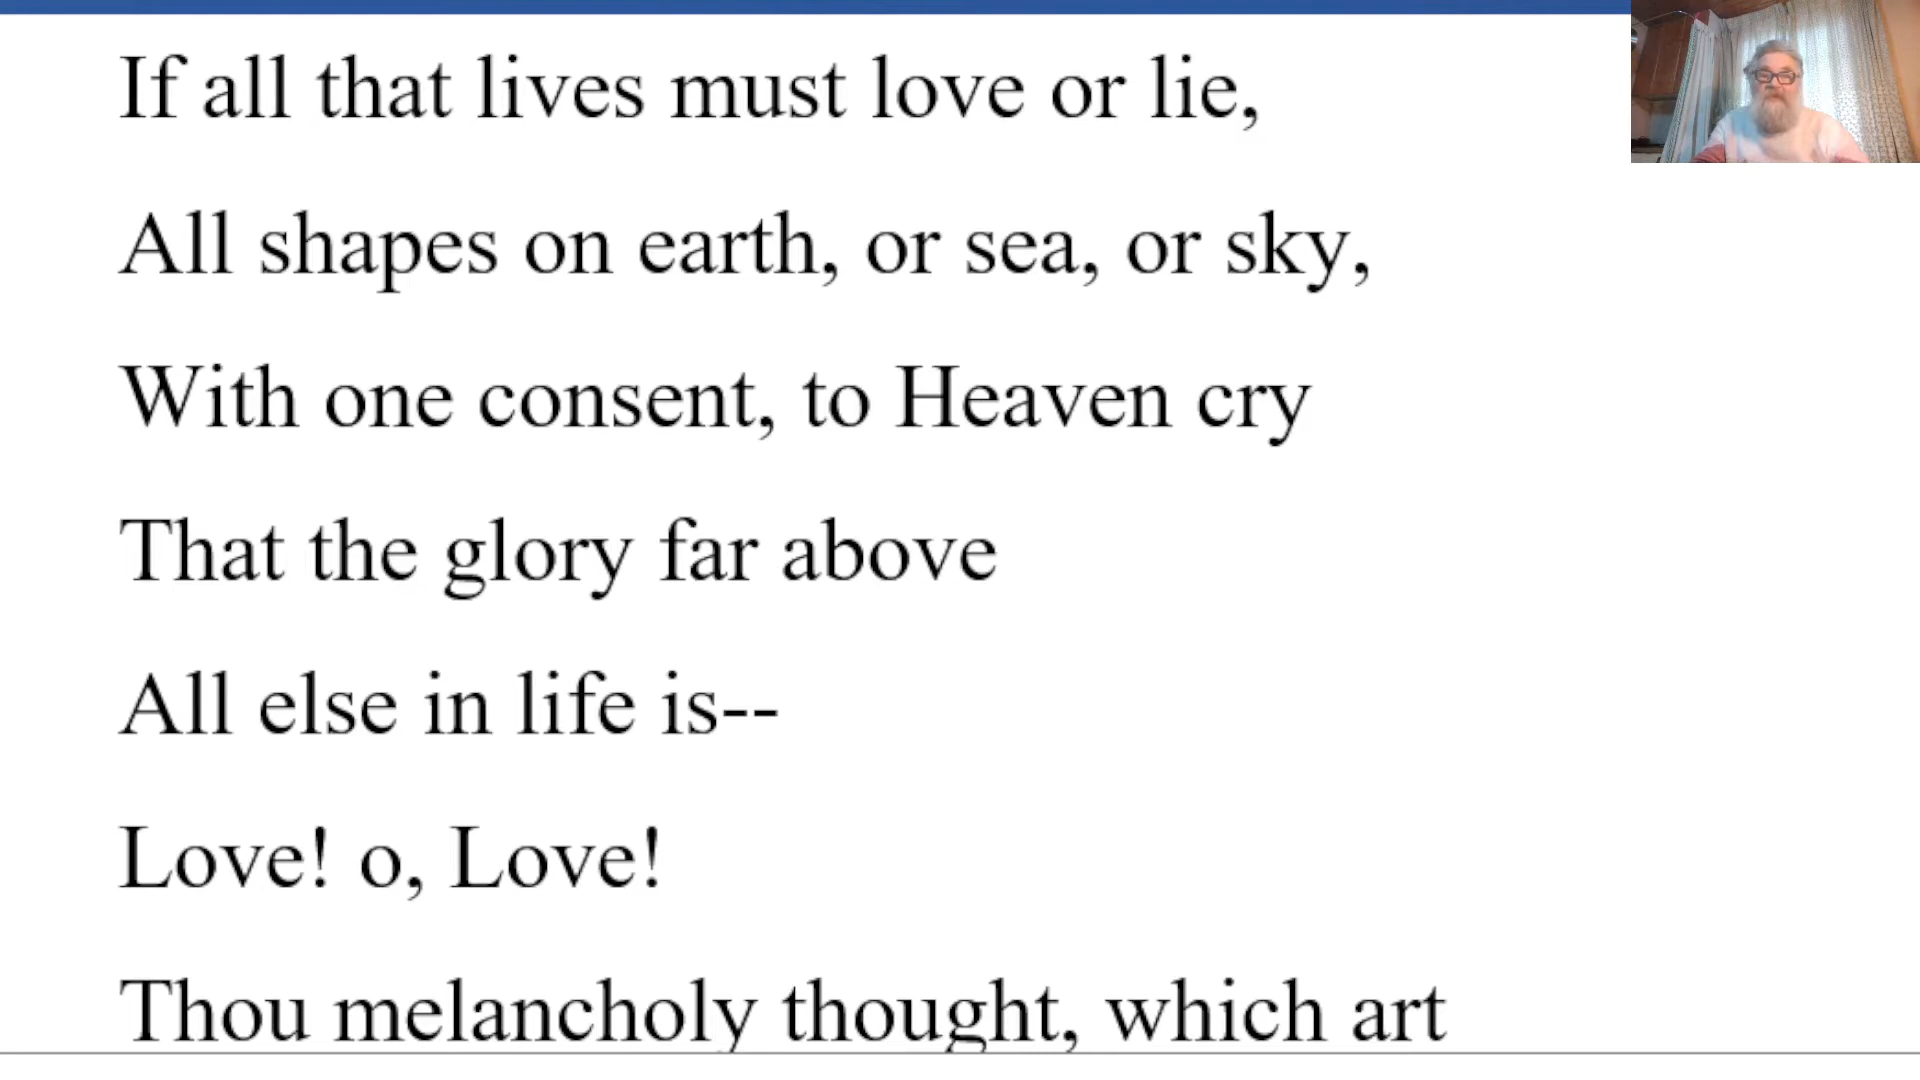 If all that lives must love or lie,
All shapes on earth, or sea, or sky,
With one consent, to Heaven cry
That the glory far above
All else in life is--
Love! o, Love!
Thou melancholy thought, which art